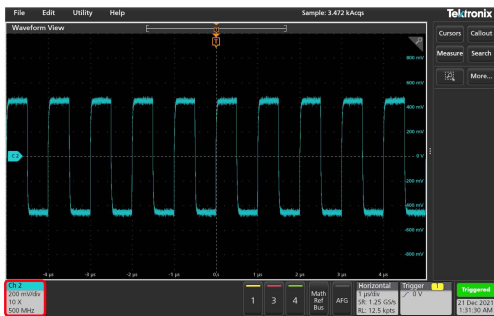 File Edit Utility Help Sample: 3.472 kAcqs Tektronix
Waveform View
Cursors Callout
Measure Search
More...
T
800 mV
400 mV
200 mV
C2
0 V
-200 mV
-400 mV
-600 mV
-800 mV
-4 µs -3 µs -2 µs -1 µs 0 s 1 µs 2 µs 3 µs 4 µs
Ch 2
200 mV/div
10 X
500 MHz
1 3 4
Math
Ref
Bus
AFG
Horizontal
1 µs/div
SR: 1.25 GS/s
RL: 12.5 kpts
Trigger 1
0 V
Triggered
21 Dec 2021
1:31:30 AM